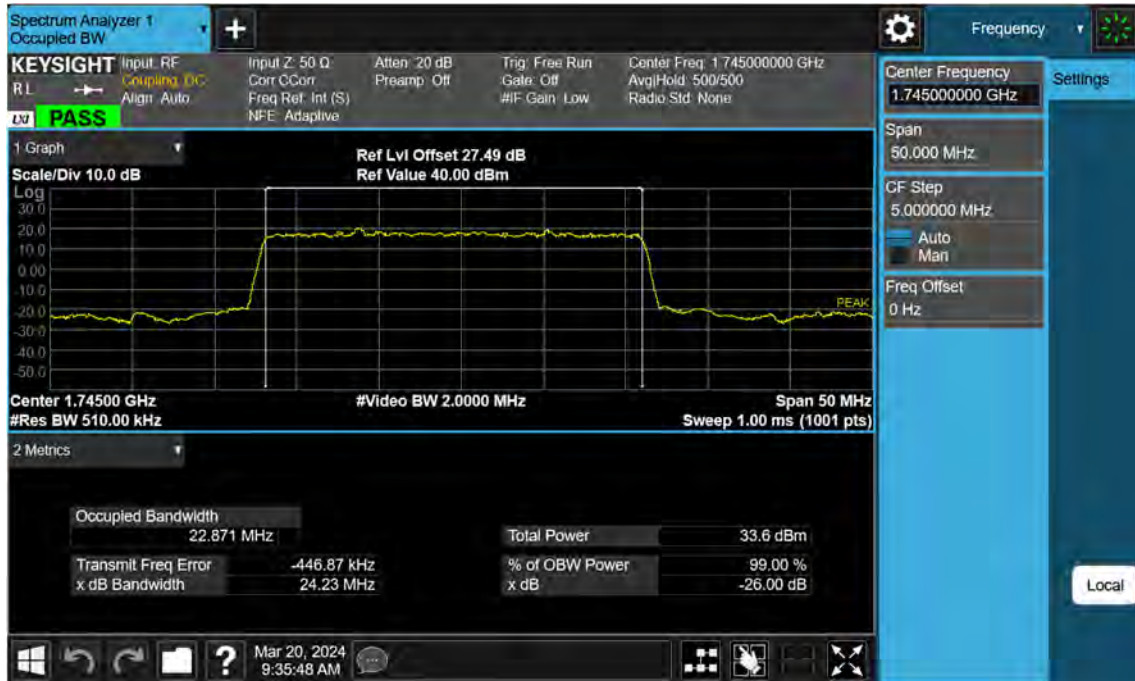 Spectrum Analyzer 1
Occupied BW
+
Frequency
KEYSIGHT
RL
LXI
PASS
Input: RF
Coupling: DC
Align: Auto
Input Z: 50 Ω
Corr CCorr
Freq Ref: Int (S)
NFE: Adaptive
Atten: 20 dB
Preamp: Off
Trig: Free Run
Gate: Off
#IF Gain: Low
Center Freq: 1.745000000 GHz
Avg|Hold: 500/500
Radio Std: None
Center Frequency
1.745000000 GHz
Settings
Span
50.000 MHz
CF Step
5.000000 MHz
Auto
Man
Freq Offset
0 Hz
Local
1 Graph
Scale/Div 10.0 dB
Ref Lvl Offset 27.49 dB
Ref Value 40.00 dBm
Log
30.0
20.0
10.0
0.00
-10.0
-20.0
-30.0
-40.0
-50.0
PEAK
Center 1.74500 GHz
#Video BW 2.0000 MHz
Span 50 MHz
#Res BW 510.00 kHz
Sweep 1.00 ms (1001 pts)
2 Metrics
Occupied Bandwidth
22.871 MHz
Total Power 33.6 dBm
Transmit Freq Error -446.87 kHz
% of OBW Power 99.00 %
x dB Bandwidth 24.23 MHz
x dB -26.00 dB
?
Mar 20, 2024
9:35:48 AM